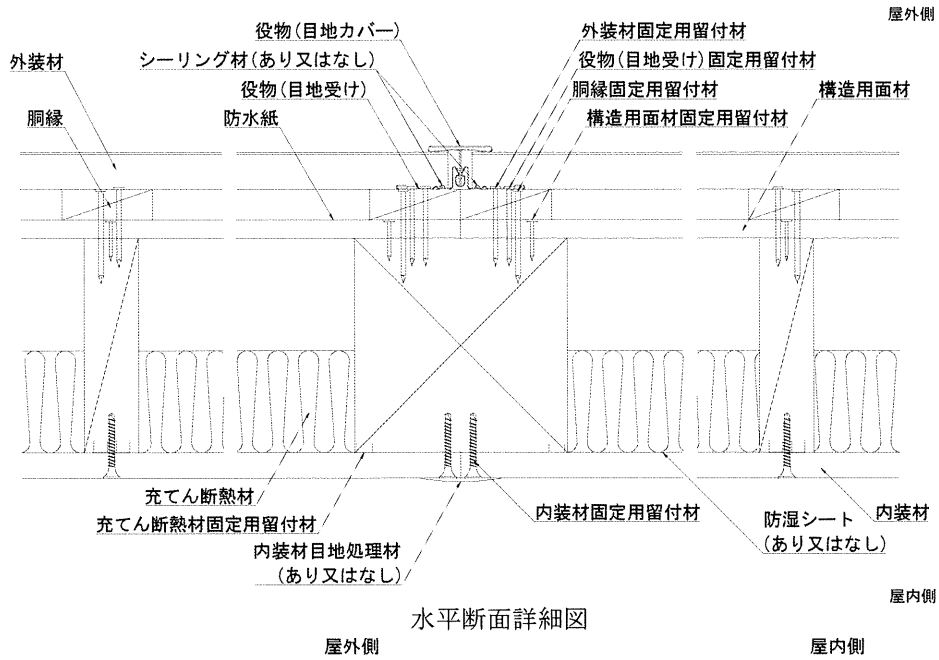 屋外側
役物(目地カバー)
外装材固定用留付材
シーリング材(あり又はなし)
役物(目地受け)固定用留付材
外装材
役物(目地受け)
胴縁固定用留付材
構造用面材
胴縁
防水紙
構造用面材固定用留付材
充てん断熱材
内装材固定用留付材
内装材
充てん断熱材固定用留付材
防湿シート
(あり又はなし)
内装材目地処理材
(あり又はなし)
屋内側
水平断面詳細図
屋外側
屋内側